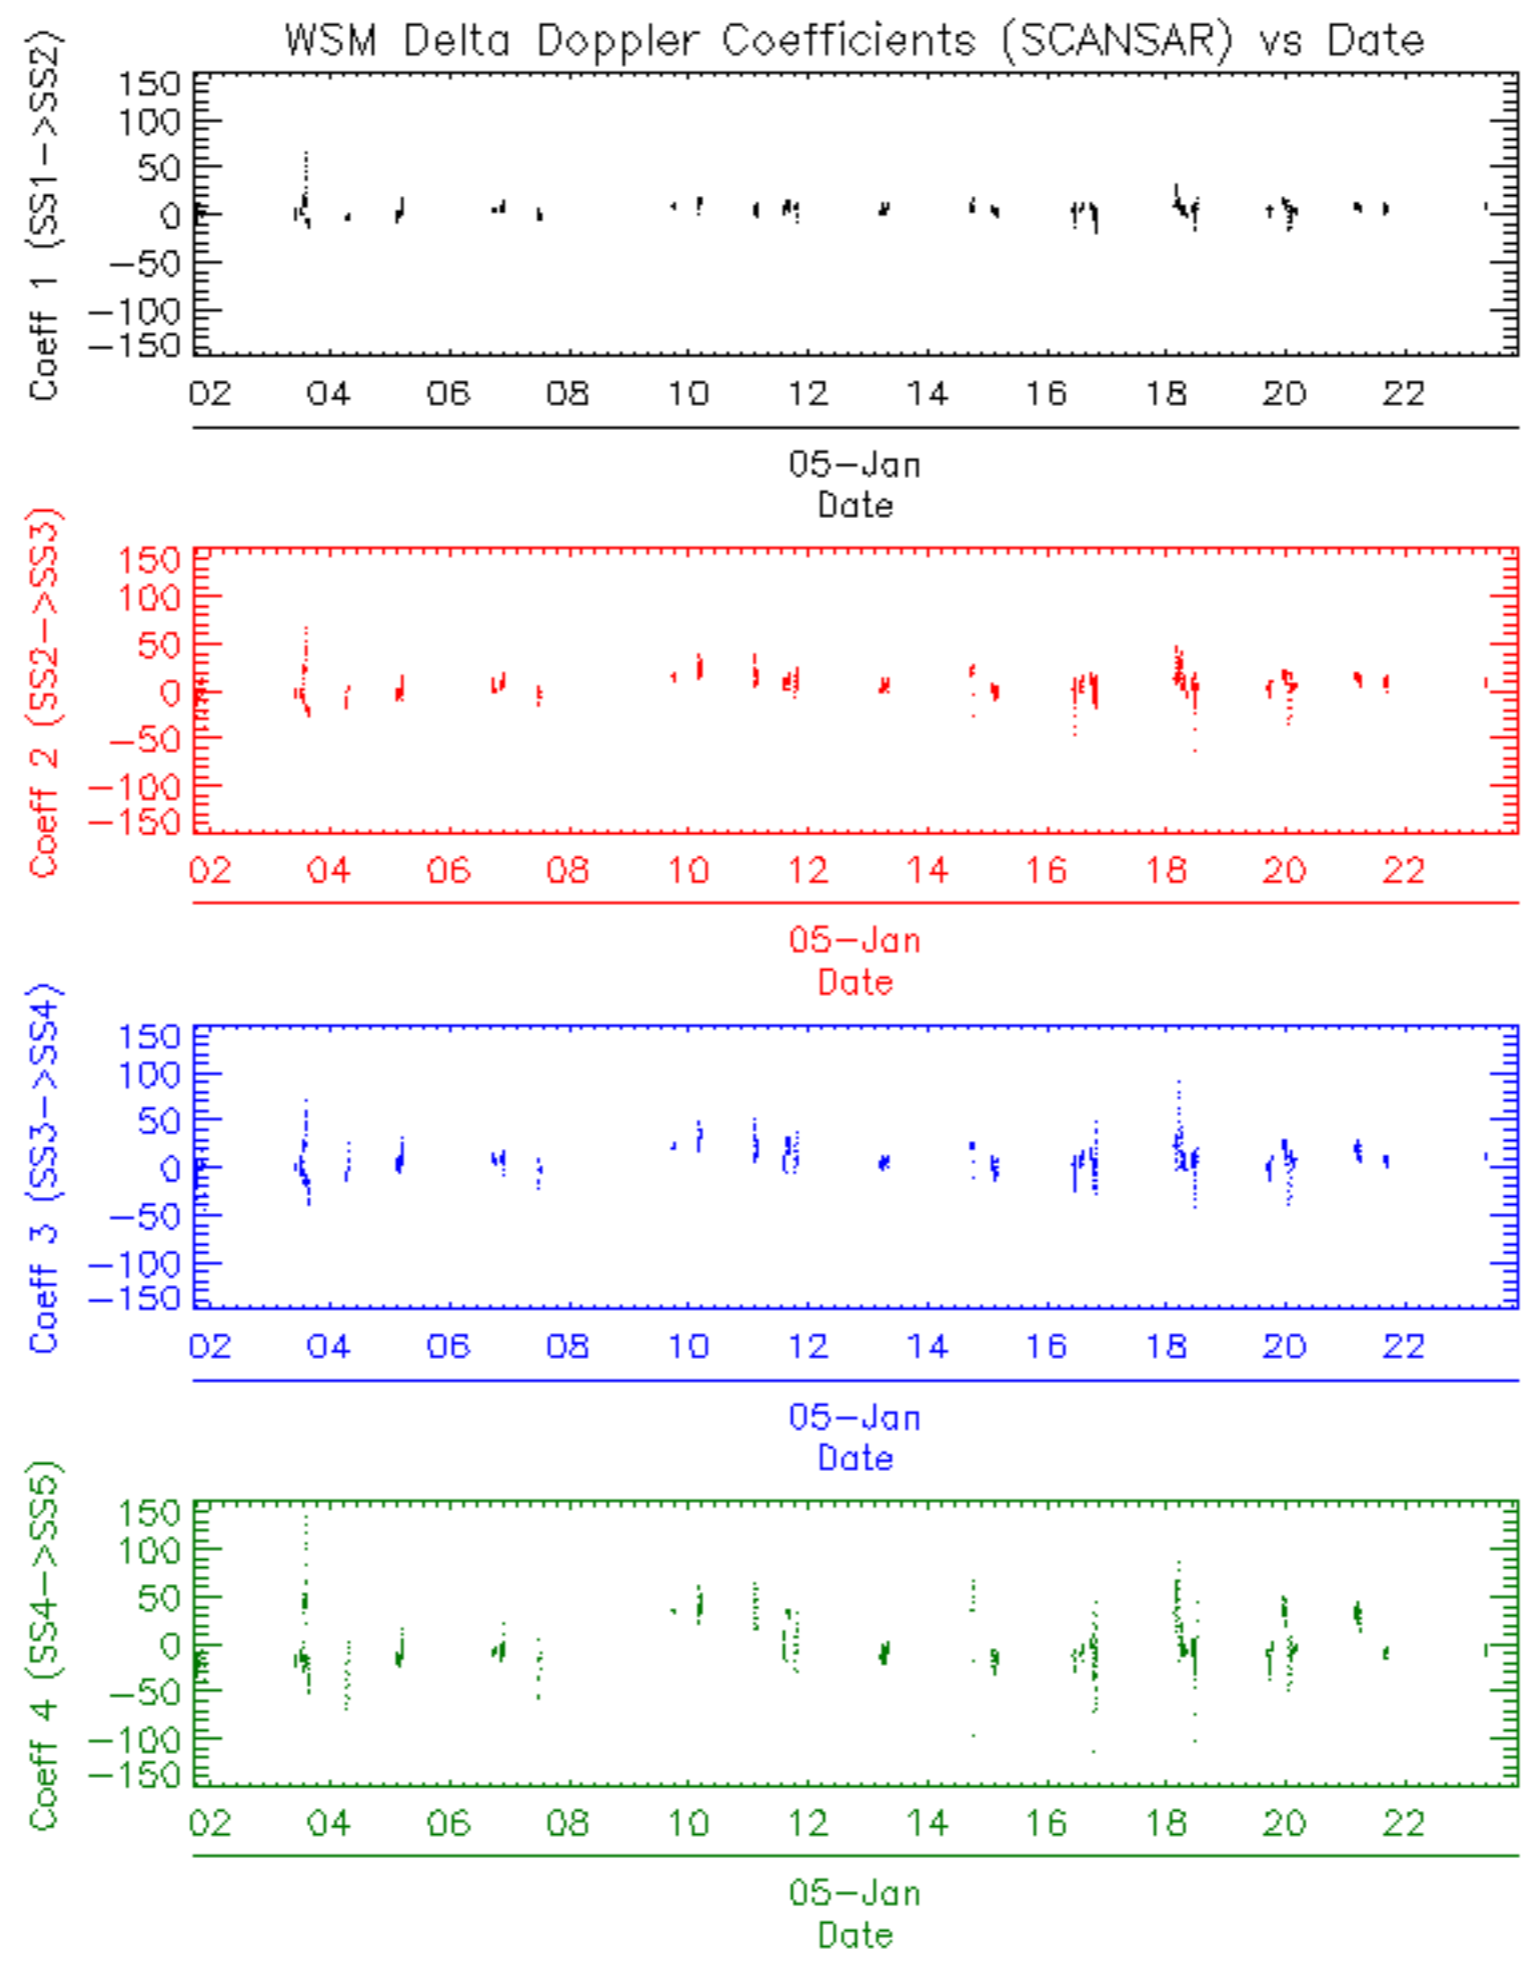 WSM Delta Doppler Coefficients (SCANSAR) vs Date
Coeff 1 (SS1->SS2)
150
100
50
0
-50
-100
-150
02 04 06 08 10 12 14 16 18 20 22
05-Jan
Date
Coeff 2 (SS2->SS3)
150
100
50
0
-50
-100
-150
02 04 06 08 10 12 14 16 18 20 22
05-Jan
Date
Coeff 3 (SS3->SS4)
150
100
50
0
-50
-100
-150
02 04 06 08 10 12 14 16 18 20 22
05-Jan
Date
Coeff 4 (SS4->SS5)
150
100
50
0
-50
-100
-150
02 04 06 08 10 12 14 16 18 20 22
05-Jan
Date